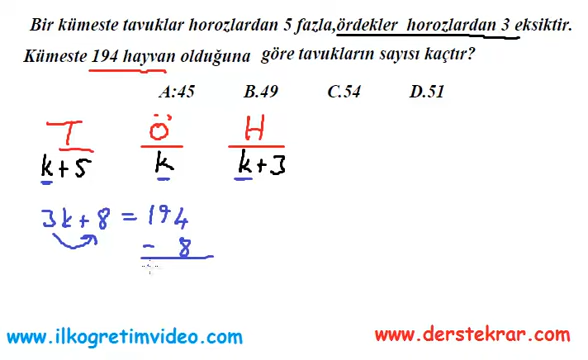 Bir kümeste tavuklar horozlardan 5 fazla,ördekler horozlardan 3 eksiktir.
Kümeste 194 hayvan olduğuna göre tavukların sayısı kaçtır?
A:45 B.49 C.54 D.51
T Ö H
k+5 k k+3
3k+8=194
- 8
www.ilkogretimvideo.com www.derstekrar.com